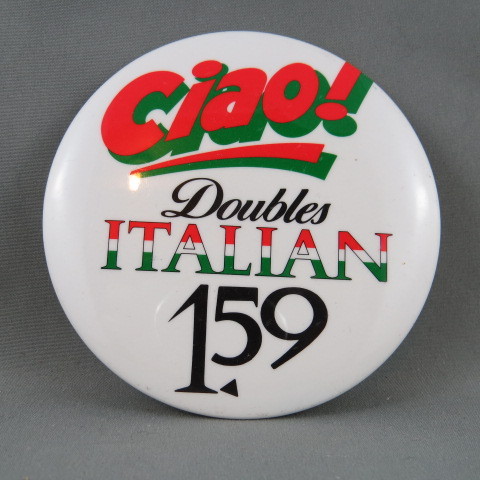 Ciao!
Doubles
ITALIAN
1.59